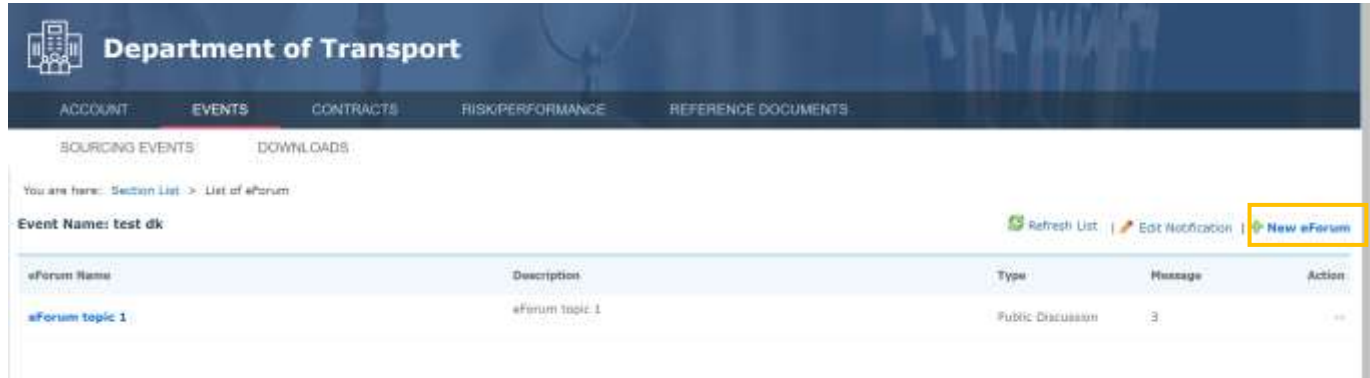 Department of Transport
ACCOUNT EVENTS CONTRACTS RISK/PERFORMANCE REFERENCE DOCUMENTS
SOURCING EVENTS DOWNLOADS
You are here: Section List > List of eForum
Event Name: test dk
Refresh List | Edit Notification | New eForum
eForum Name Description Type Message Action
eForum topic 1 eForum topic 1 Public Discussion 3 --